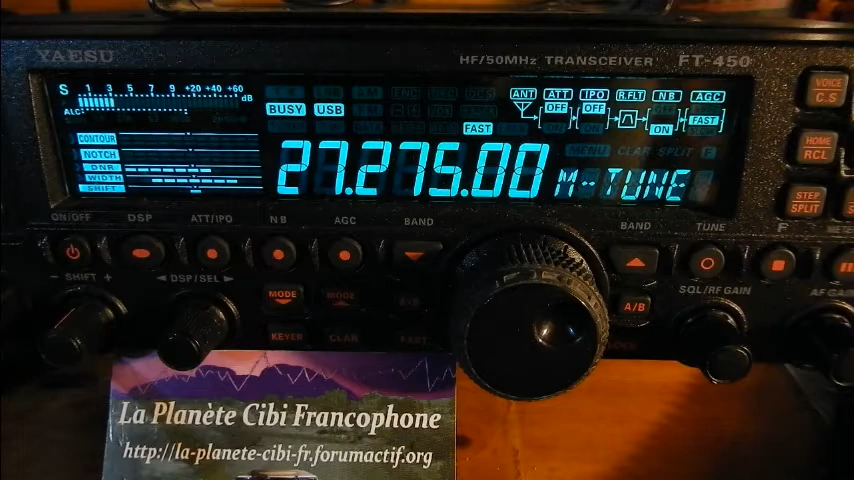 YAESU
HF/50MHz TRANSCEIVER FT-450
S 1 3 5 7 9 +20 +40 +60 dB
ALC
BUSY USB
FAST
ANT ATT IPO R.FLT NB AGC
OFF OFF
ON FAST
CONTOUR
NOTCH
DNR
WIDTH
SHIFT
27.275.00 M-TUNE
MENU CLAR SPLIT F
VOICE
C.S
HOME
RCL
STEP
SPLIT
ON/OFF DSP ATT/IPO NB AGC BAND BAND TUNE F
- SHIFT + ◄ DSP/SEL ►
MODE MODE A/B
SQL/RF GAIN
KEYER CLAR FAST
La Planète Cibi Francophone
http://la-planete-cibi-fr.forumactif.org